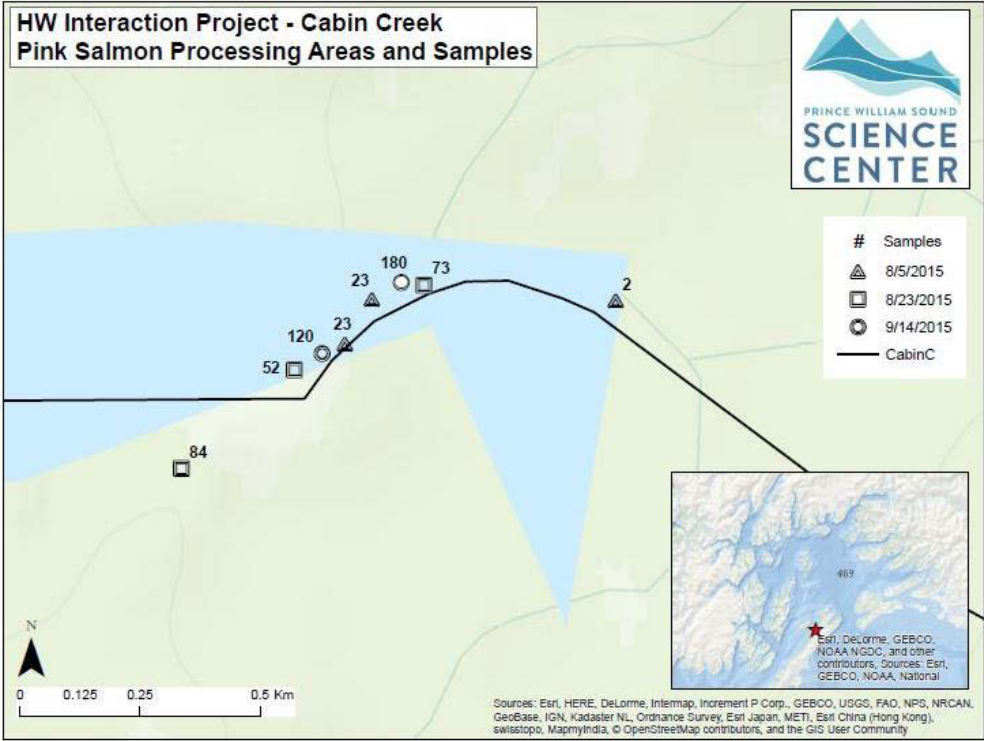 HW Interaction Project - Cabin Creek
Pink Salmon Processing Areas and Samples
PRINCE WILLIAM SOUND
SCIENCE
CENTER
# Samples
8/5/2015
8/23/2015
9/14/2015
CabinC
180
73
23
2
120
23
52
84
469
Esri, DeLorme, GEBCO,
NOAA NGDC, and other
contributors, Sources: Esri,
GEBCO, NOAA, National
N
0 0.125 0.25 0.5 Km
Sources: Esri, HERE, DeLorme, Intermap, increment P Corp., GEBCO, USGS, FAO, NPS, NRCAN,
GeoBase, IGN, Kadaster NL, Ordnance Survey, Esri Japan, METI, Esri China (Hong Kong),
swisstopo, MapmyIndia, © OpenStreetMap contributors, and the GIS User Community